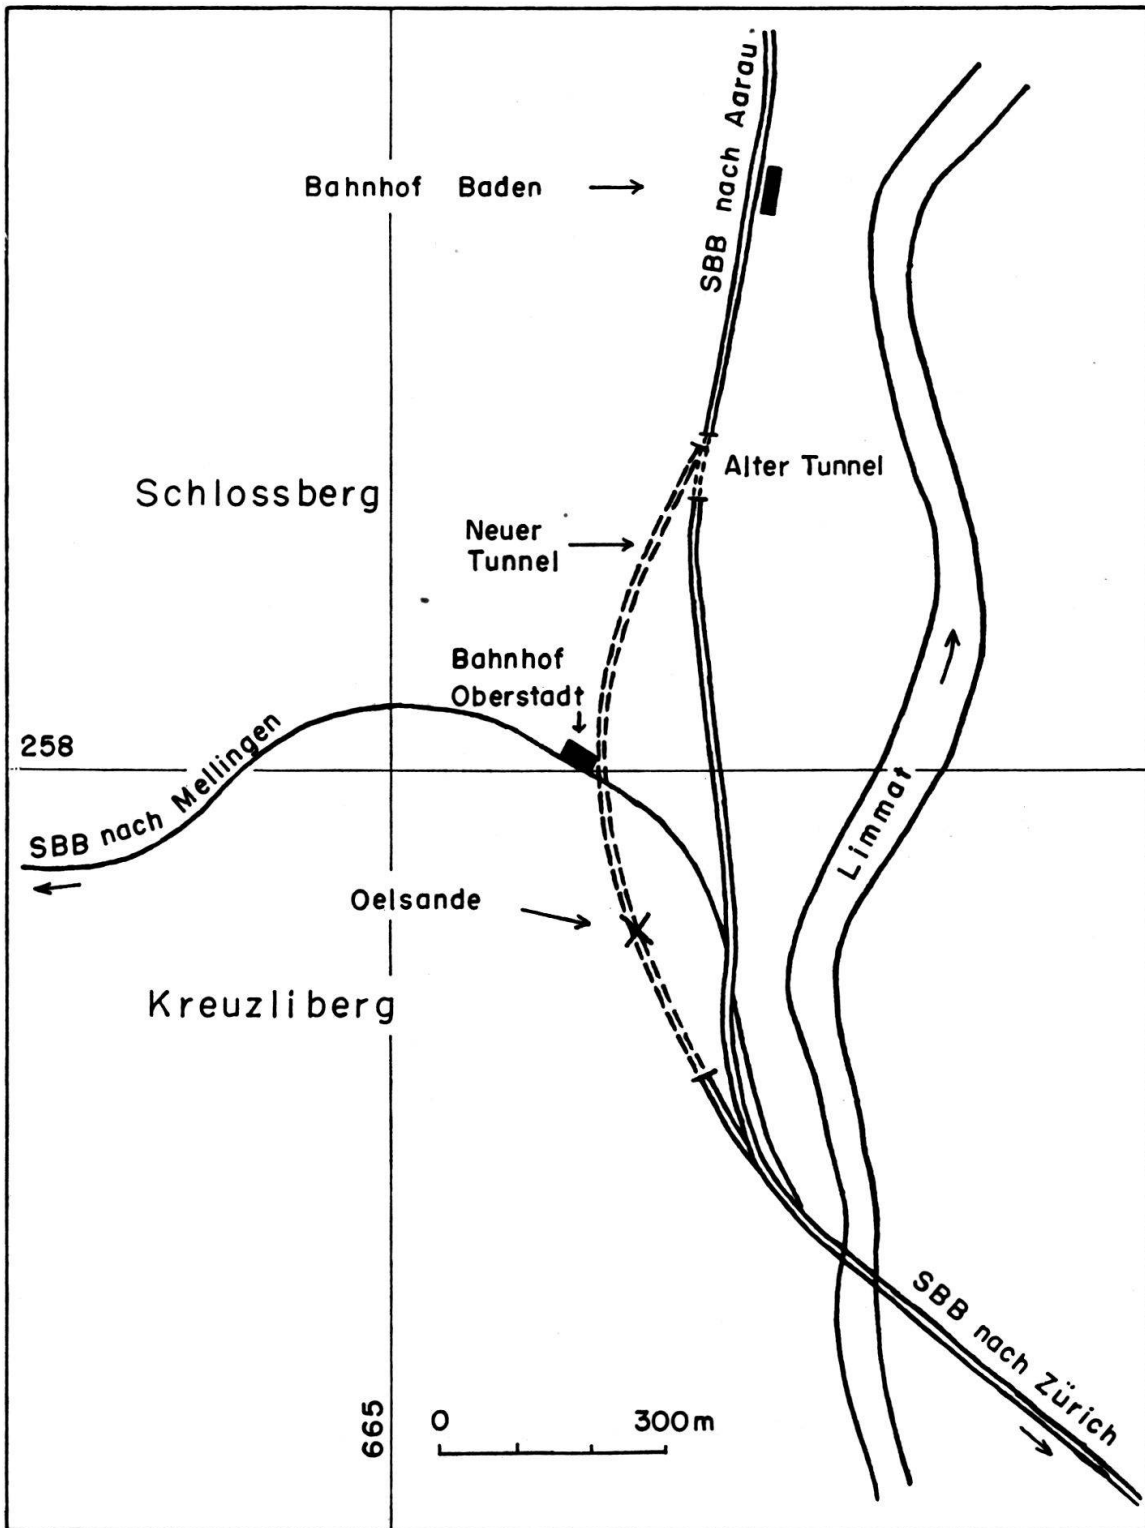 SBB nach Aarau
Bahnhof Baden
Alter Tunnel
Schlossberg
Neuer
Tunnel
Bahnhof
Oberstadt
258
SBB nach Mellingen
Limmat
Oelsande
Kreuzliberg
SBB nach Zürich
665
0 300m